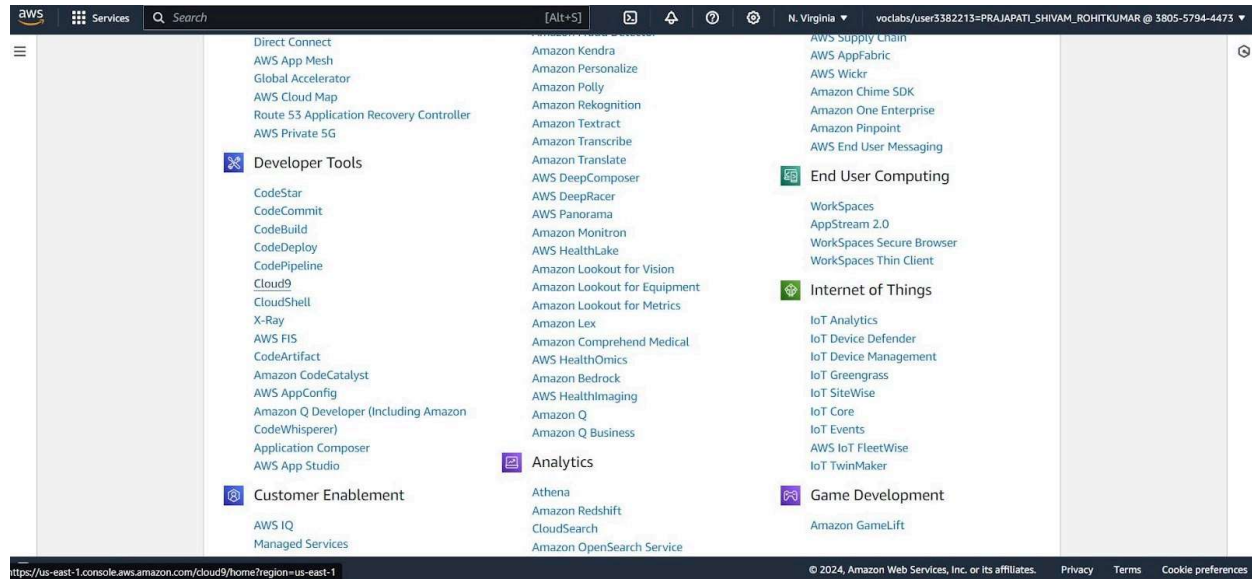 aws Services Search [Alt+S] N. Virginia ▼ voclabs/user3382213=PRAJAPATI_SHIVAM_ROHITKUMAR @ 3805-5794-4473 ▼
Direct Connect
AWS App Mesh
Global Accelerator
AWS Cloud Map
Route 53 Application Recovery Controller
AWS Private 5G
Developer Tools
CodeStar
CodeCommit
CodeBuild
CodeDeploy
CodePipeline
Cloud9
CloudShell
X-Ray
AWS FIS
CodeArtifact
Amazon CodeCatalyst
AWS AppConfig
Amazon Q Developer (Including Amazon
CodeWhisperer)
Application Composer
AWS App Studio
Customer Enablement
AWS IQ
Managed Services
Amazon Fraud Detector
Amazon Kendra
Amazon Personalize
Amazon Polly
Amazon Rekognition
Amazon Textract
Amazon Transcribe
Amazon Translate
AWS DeepComposer
AWS DeepRacer
AWS Panorama
Amazon Monitron
AWS HealthLake
Amazon Lookout for Vision
Amazon Lookout for Equipment
Amazon Lookout for Metrics
Amazon Lex
Amazon Comprehend Medical
AWS HealthOmics
Amazon Bedrock
AWS HealthImaging
Amazon Q
Amazon Q Business
Analytics
Athena
Amazon Redshift
CloudSearch
Amazon OpenSearch Service
AWS Supply Chain
AWS AppFabric
AWS Wickr
Amazon Chime SDK
Amazon One Enterprise
Amazon Pinpoint
AWS End User Messaging
End User Computing
WorkSpaces
AppStream 2.0
WorkSpaces Secure Browser
WorkSpaces Thin Client
Internet of Things
IoT Analytics
IoT Device Defender
IoT Device Management
IoT Greengrass
IoT SiteWise
IoT Core
IoT Events
AWS IoT FleetWise
IoT TwinMaker
Game Development
Amazon GameLift
https://us-east-1.console.aws.amazon.com/cloud9/home?region=us-east-1
© 2024, Amazon Web Services, Inc. or its affiliates. Privacy Terms Cookie preferences